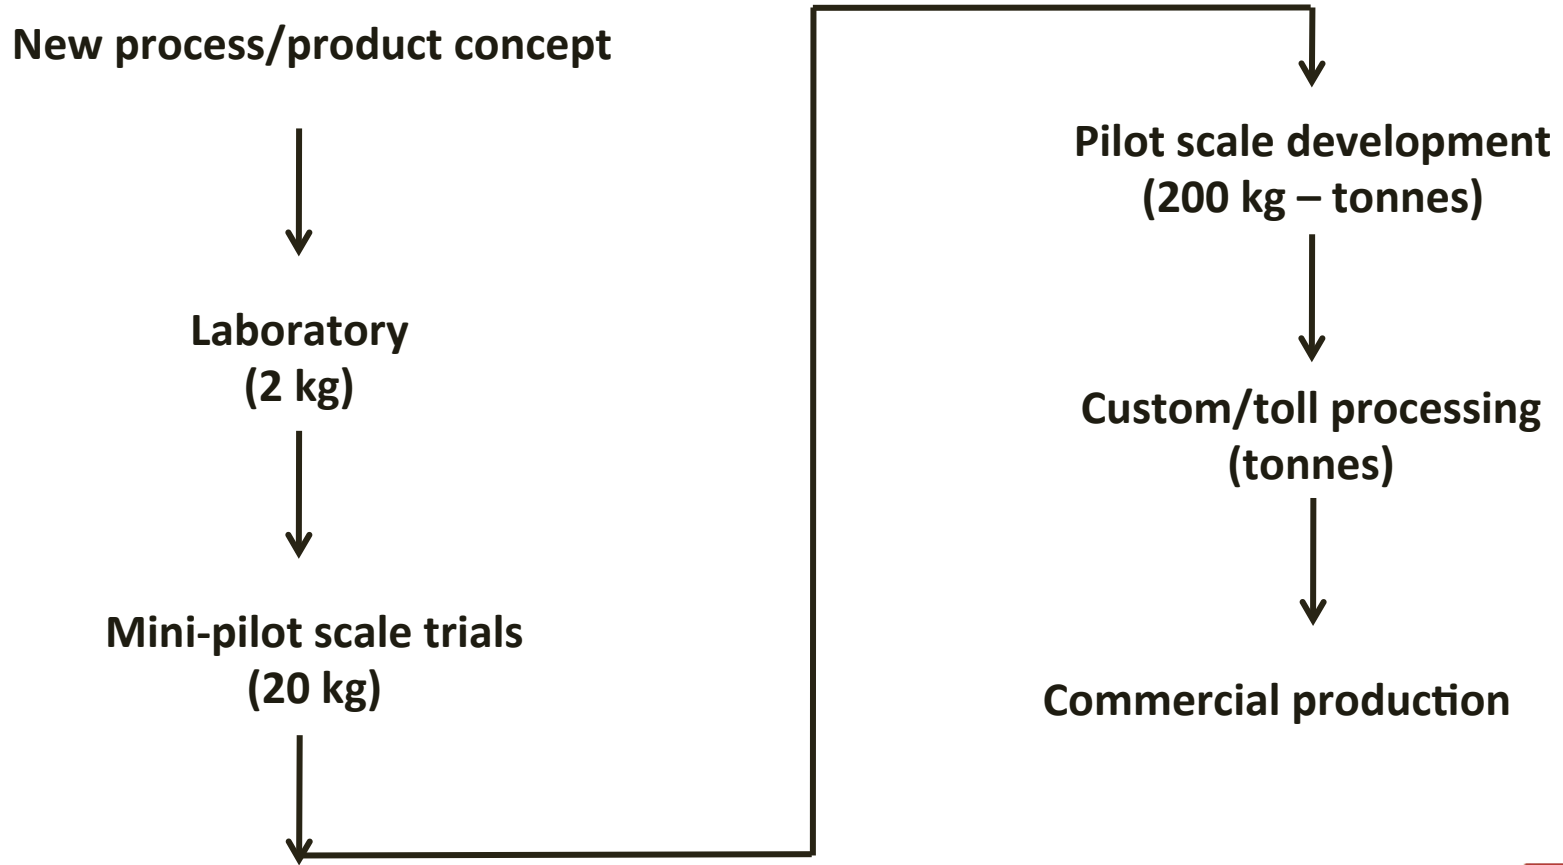 New process/product concept
Laboratory
(2 kg)
Mini-pilot scale trials
(20 kg)
Pilot scale development
(200 kg – tonnes)
Custom/toll processing
(tonnes)
Commercial production